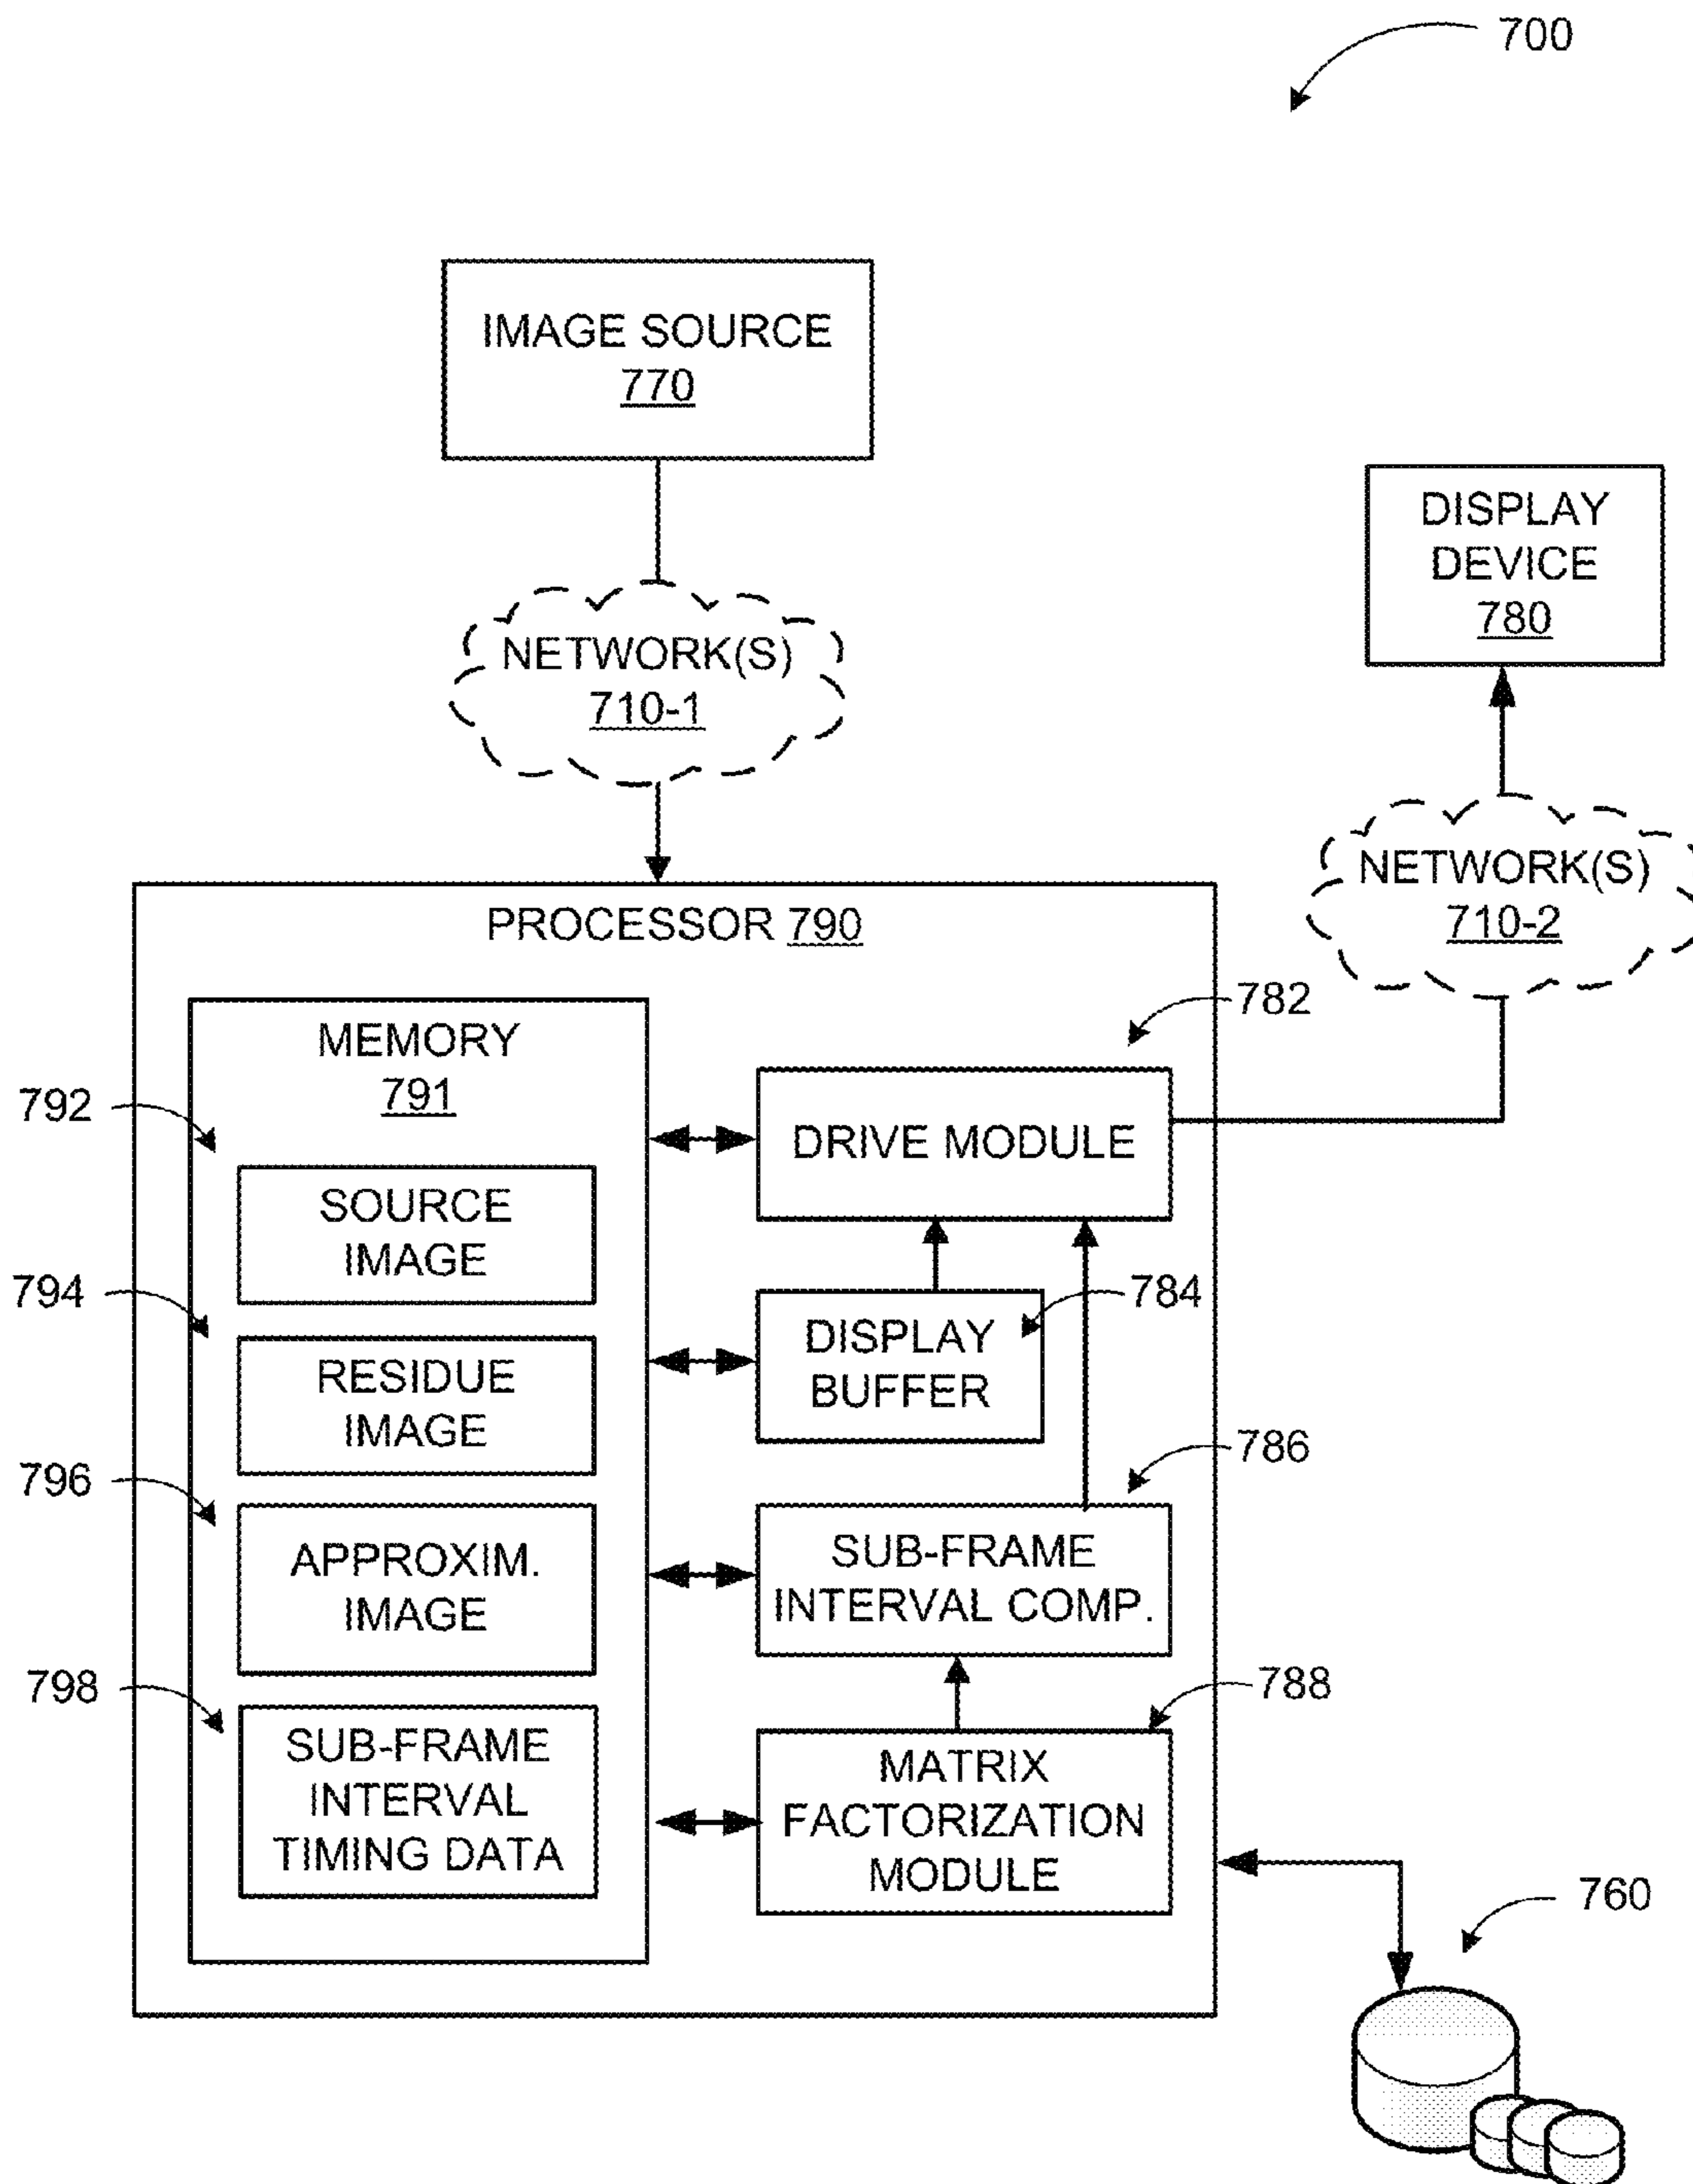 700
IMAGE SOURCE
770
DISPLAY
DEVICE
780
NETWORK(S)
710-1
NETWORK(S)
710-2
PROCESSOR 790
782
MEMORY
791
792
DRIVE MODULE
SOURCE
IMAGE
794
784
DISPLAY
BUFFER
RESIDUE
IMAGE
786
796
SUB-FRAME
INTERVAL COMP.
APPROXIM.
IMAGE
798
788
SUB-FRAME
INTERVAL
TIMING DATA
MATRIX
FACTORIZATION
MODULE
760